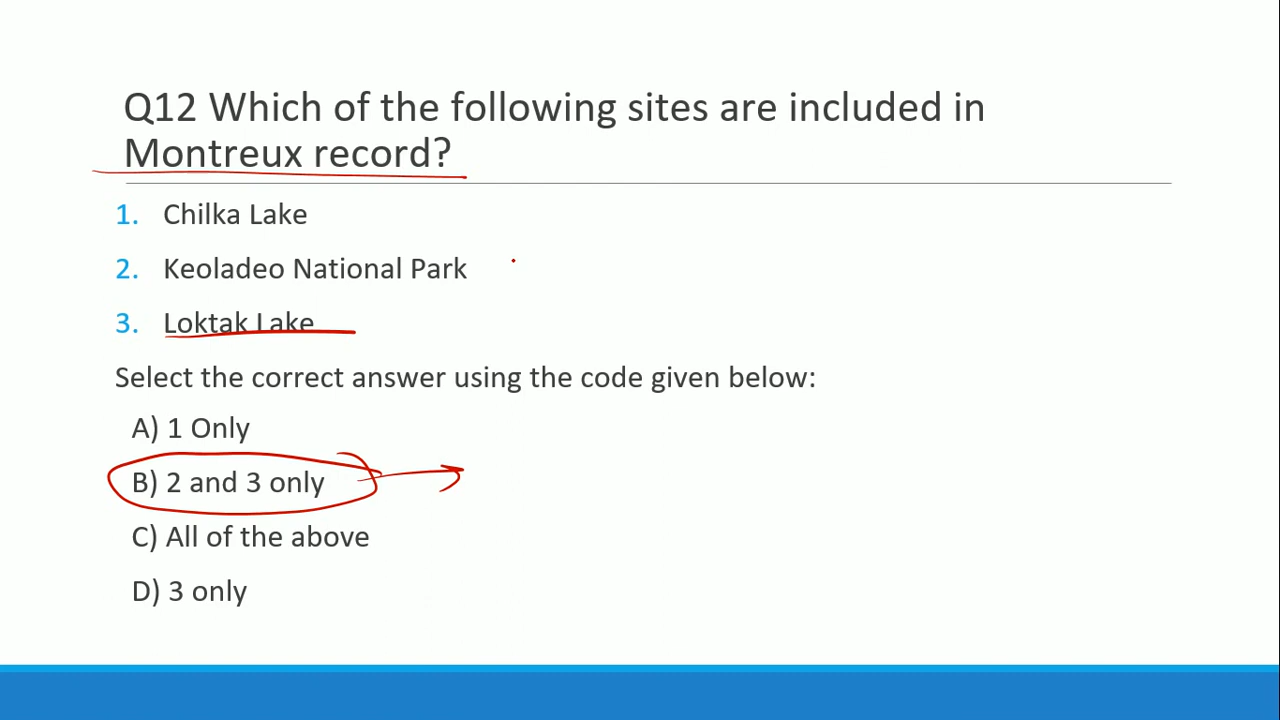 Q12 Which of the following sites are included in
Montreux record?
1. Chilka Lake
2. Keoladeo National Park
3. Loktak Lake
Select the correct answer using the code given below:
A) 1 Only
B) 2 and 3 only
C) All of the above
D) 3 only